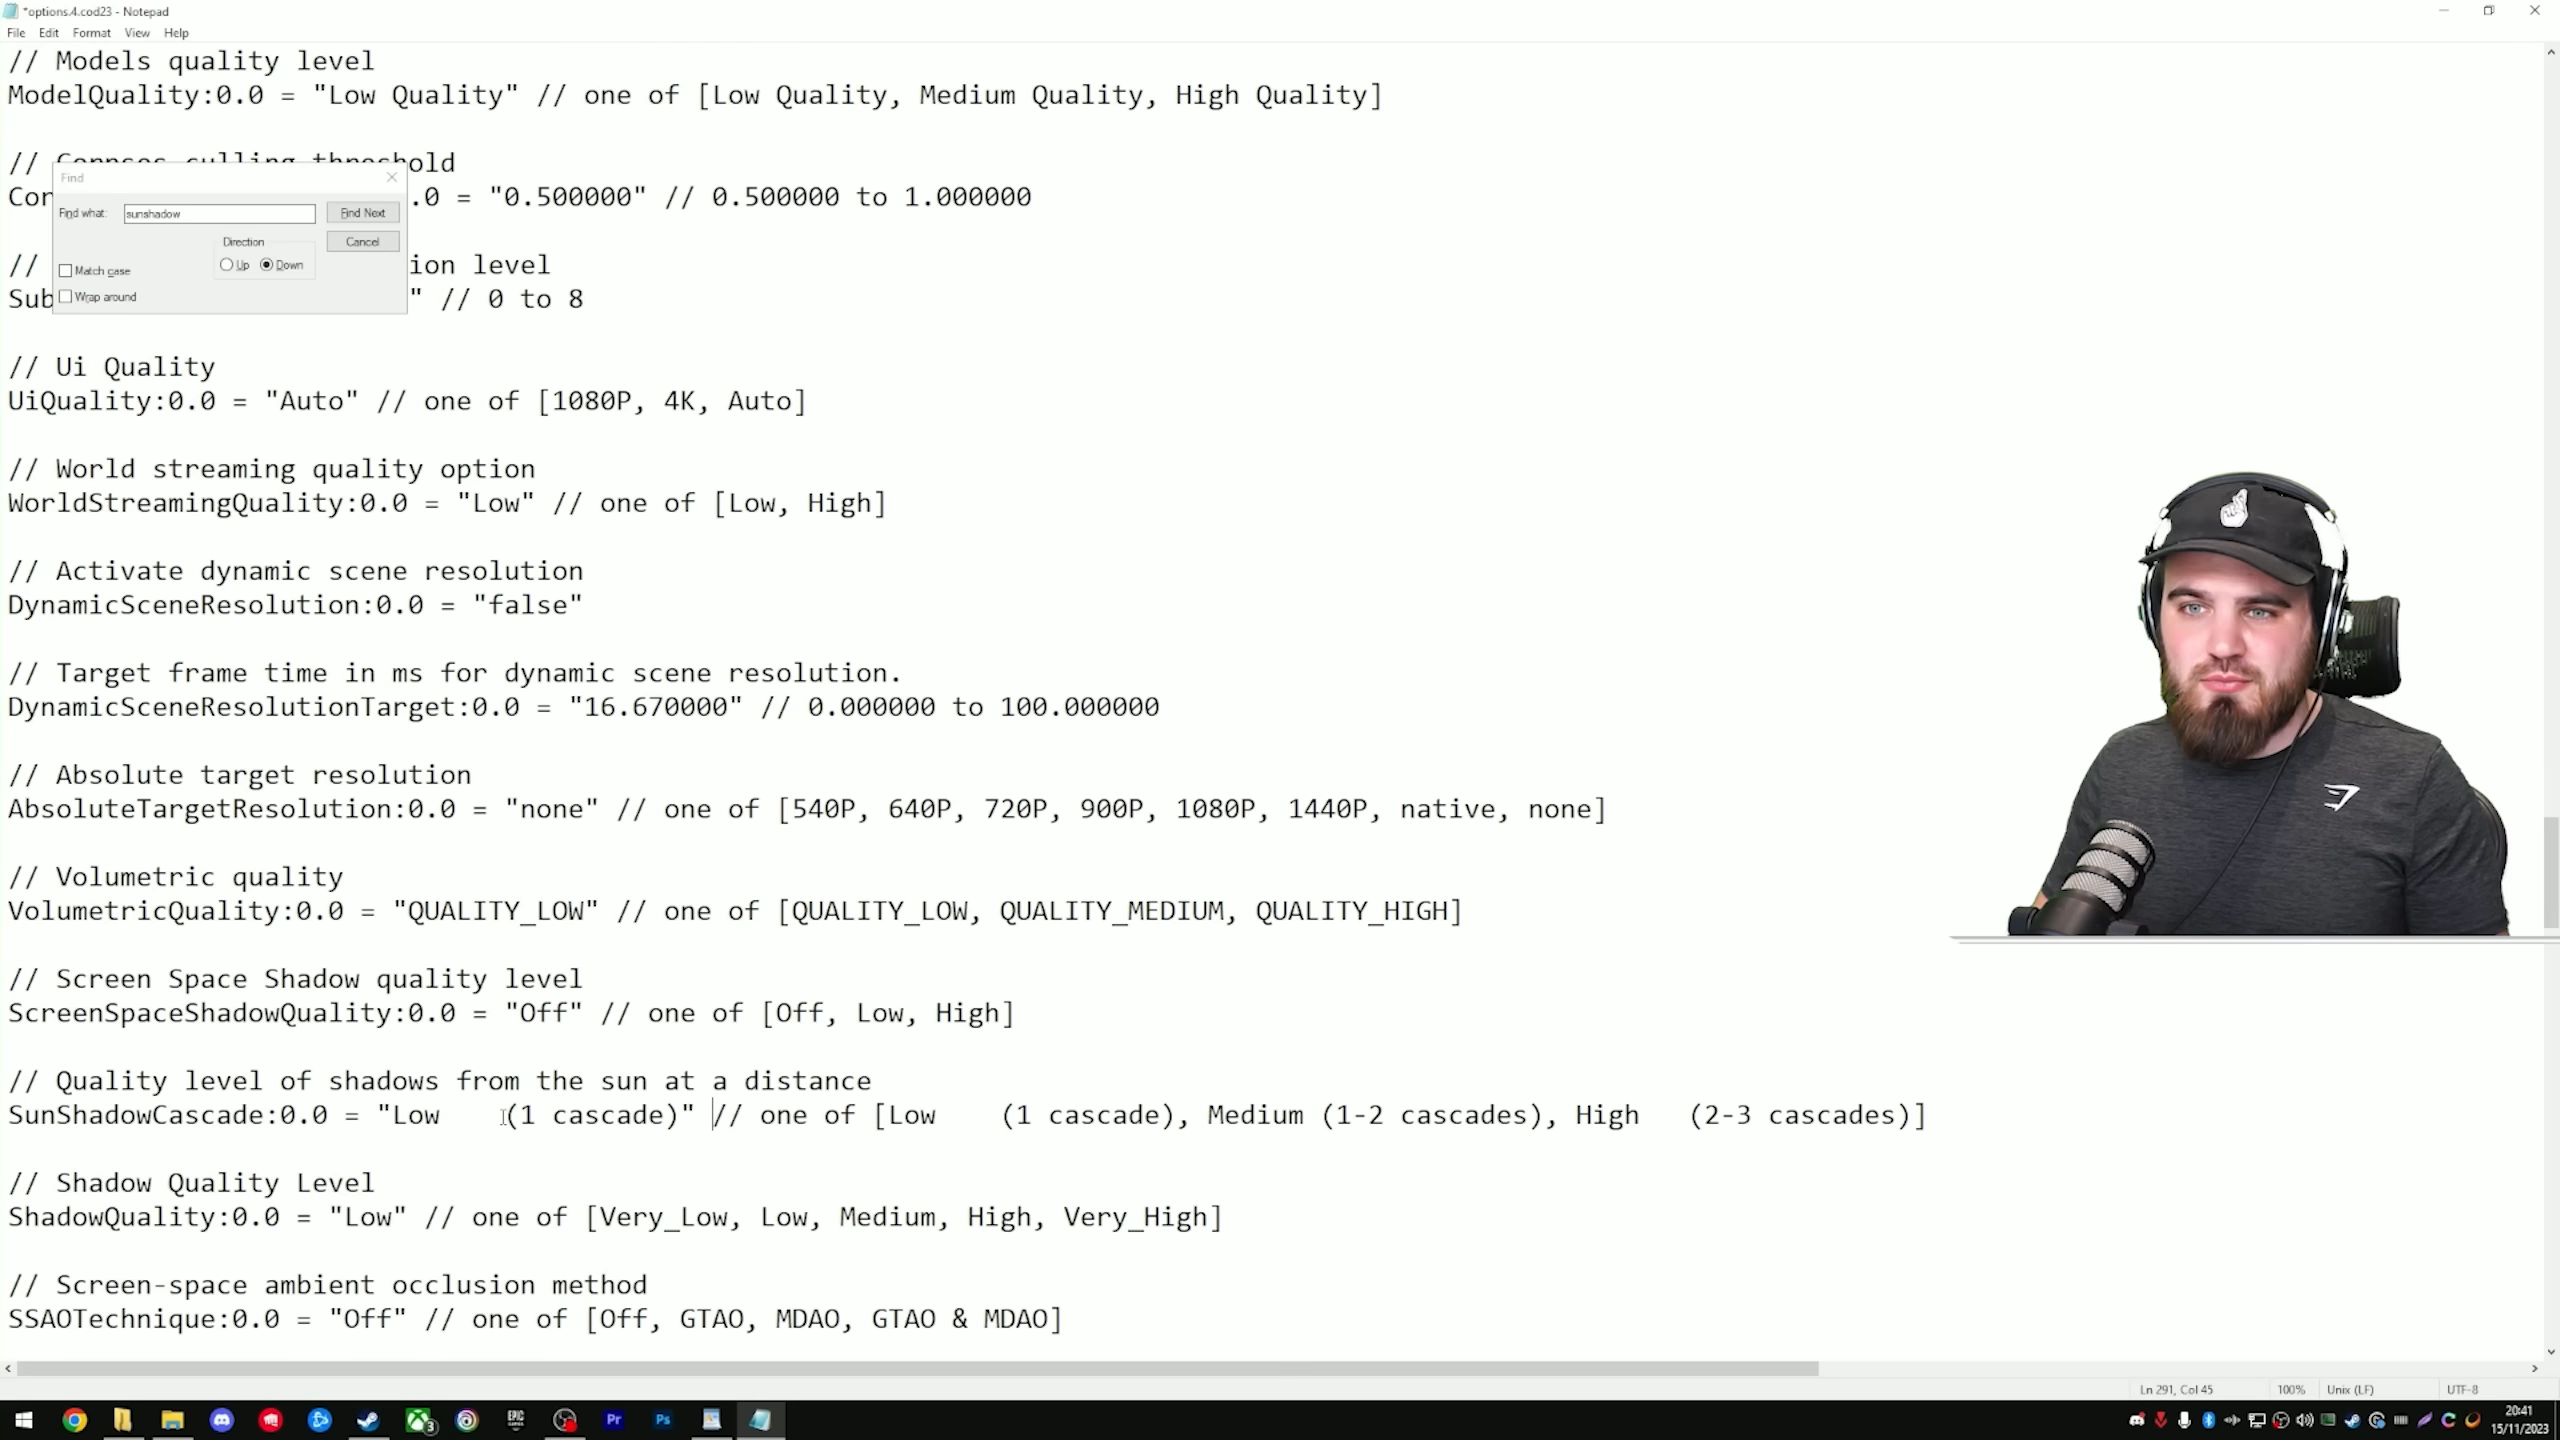 *options.4.cod23 - Notepad
File Edit Format View Help
// Models quality level
ModelQuality:0.0 = "Low Quality" // one of [Low Quality, Medium Quality, High Quality]
// Corpses culling threshold
Cor .0 = "0.500000" // 0.500000 to 1.000000
// ion level
Sub " // 0 to 8
Find
Find what: sunshadow Find Next
Direction Cancel
Up Down
Match case
Wrap around
// Ui Quality
UiQuality:0.0 = "Auto" // one of [1080P, 4K, Auto]
// World streaming quality option
WorldStreamingQuality:0.0 = "Low" // one of [Low, High]
// Activate dynamic scene resolution
DynamicSceneResolution:0.0 = "false"
// Target frame time in ms for dynamic scene resolution.
DynamicSceneResolutionTarget:0.0 = "16.670000" // 0.000000 to 100.000000
// Absolute target resolution
AbsoluteTargetResolution:0.0 = "none" // one of [540P, 640P, 720P, 900P, 1080P, 1440P, native, none]
// Volumetric quality
VolumetricQuality:0.0 = "QUALITY_LOW" // one of [QUALITY_LOW, QUALITY_MEDIUM, QUALITY_HIGH]
// Screen Space Shadow quality level
ScreenSpaceShadowQuality:0.0 = "Off" // one of [Off, Low, High]
// Quality level of shadows from the sun at a distance
SunShadowCascade:0.0 = "Low    (1 cascade)" // one of [Low    (1 cascade), Medium (1-2 cascades), High   (2-3 cascades)]
// Shadow Quality Level
ShadowQuality:0.0 = "Low" // one of [Very_Low, Low, Medium, High, Very_High]
// Screen-space ambient occlusion method
SSAOTechnique:0.0 = "Off" // one of [Off, GTAO, MDAO, GTAO & MDAO]
Ln 291, Col 45 100% Unix (LF) UTF-8
3 EPIC GAMES Pr Ps
20:41
15/11/2023